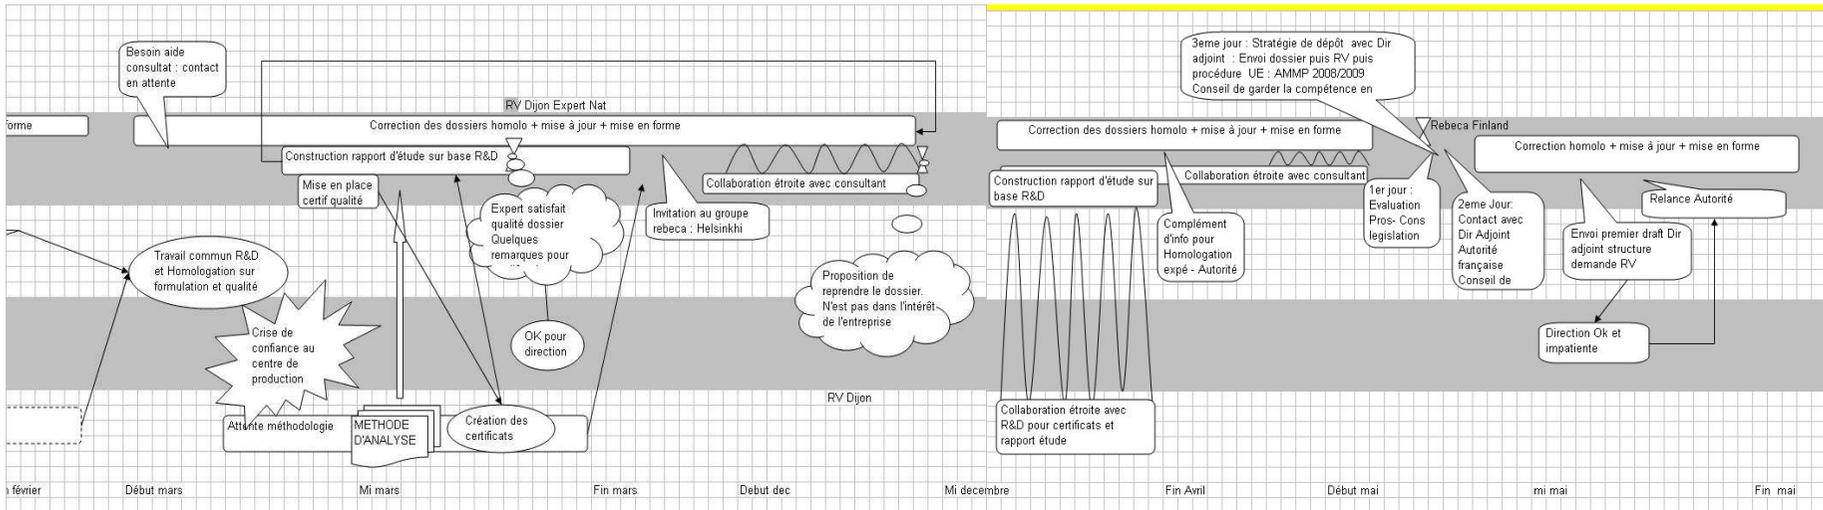 Besoin aide
consultat : contact
en attente
RV Dijon Expert Nat
forme
Correction des dossiers homolo + mise à jour + mise en forme
Construction rapport d'étude sur base R&D
Mise en place
certif qualité
Collaboration étroite avec consultant
Expert satisfait
qualité dossier
Quelques
remarques pour
Invitation au groupe
rebeca : Helsinkhi
Travail commun R&D
et Homologation sur
formulation et qualité
Proposition de
reprendre le dossier.
N'est pas dans l'intérêt
de l'entreprise
Crise de
confiance au
centre de
production
OK pour
direction
RV Dijon
Attente méthodologie
METHODE
D'ANALYSE
Création des
certificats
février
Début mars
Mi mars
Fin mars
Debut dec
Mi decembre
3eme jour : Stratégie de dépôt avec Dir
adjoint : Envoi dossier puis RV puis
procédure UE : AMMP 2008/2009
Conseil de garder la compétence en
Rebeca Finland
Correction des dossiers homolo + mise à jour + mise en forme
Correction homolo + mise à jour + mise en forme
Construction rapport d'étude sur
base R&D
Collaboration étroite avec consultant
1er jour :
Evaluation
Pros- Cons
legislation
2eme Jour:
Contact avec
Dir Adjoint
Autorité
française
Conseil de
Relance Autorité
Complément
d'info pour
Homologation
expé - Autorité
Envoi premier draft Dir
adjoint structure
demande RV
Direction Ok et
impatiente
Collaboration étroite avec
R&D pour certificats et
rapport étude
Fin Avril
Début mai
mi mai
Fin mai